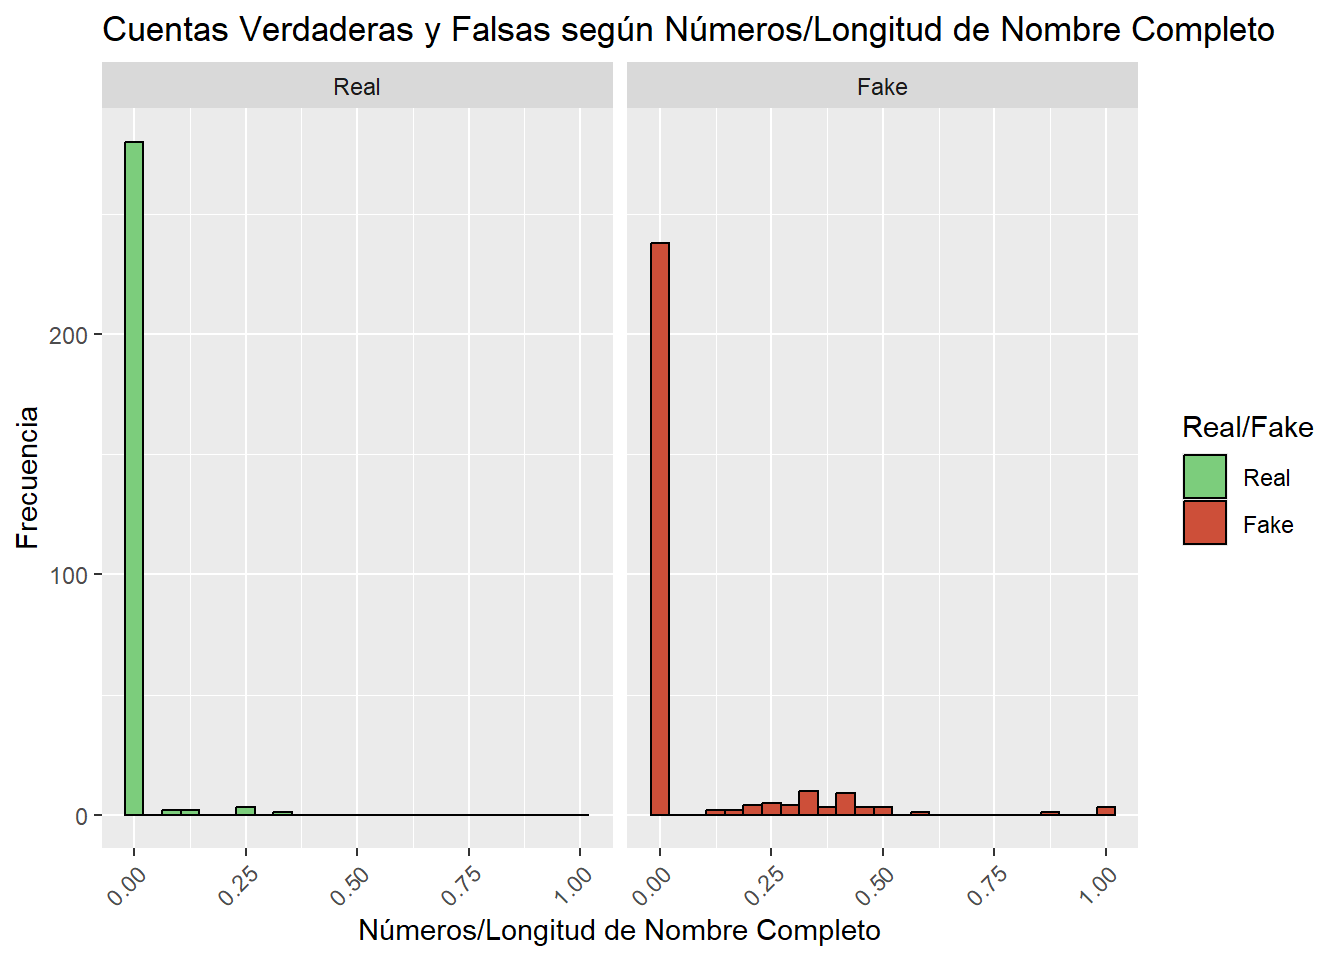 Cuentas Verdaderas y Falsas según Números/Longitud de Nombre Completo
Real
Fake
Frecuencia
200
100
0
0.00
0.25
0.50
0.75
1.00
0.00
0.25
0.50
0.75
1.00
Números/Longitud de Nombre Completo
Real/Fake
Real
Fake